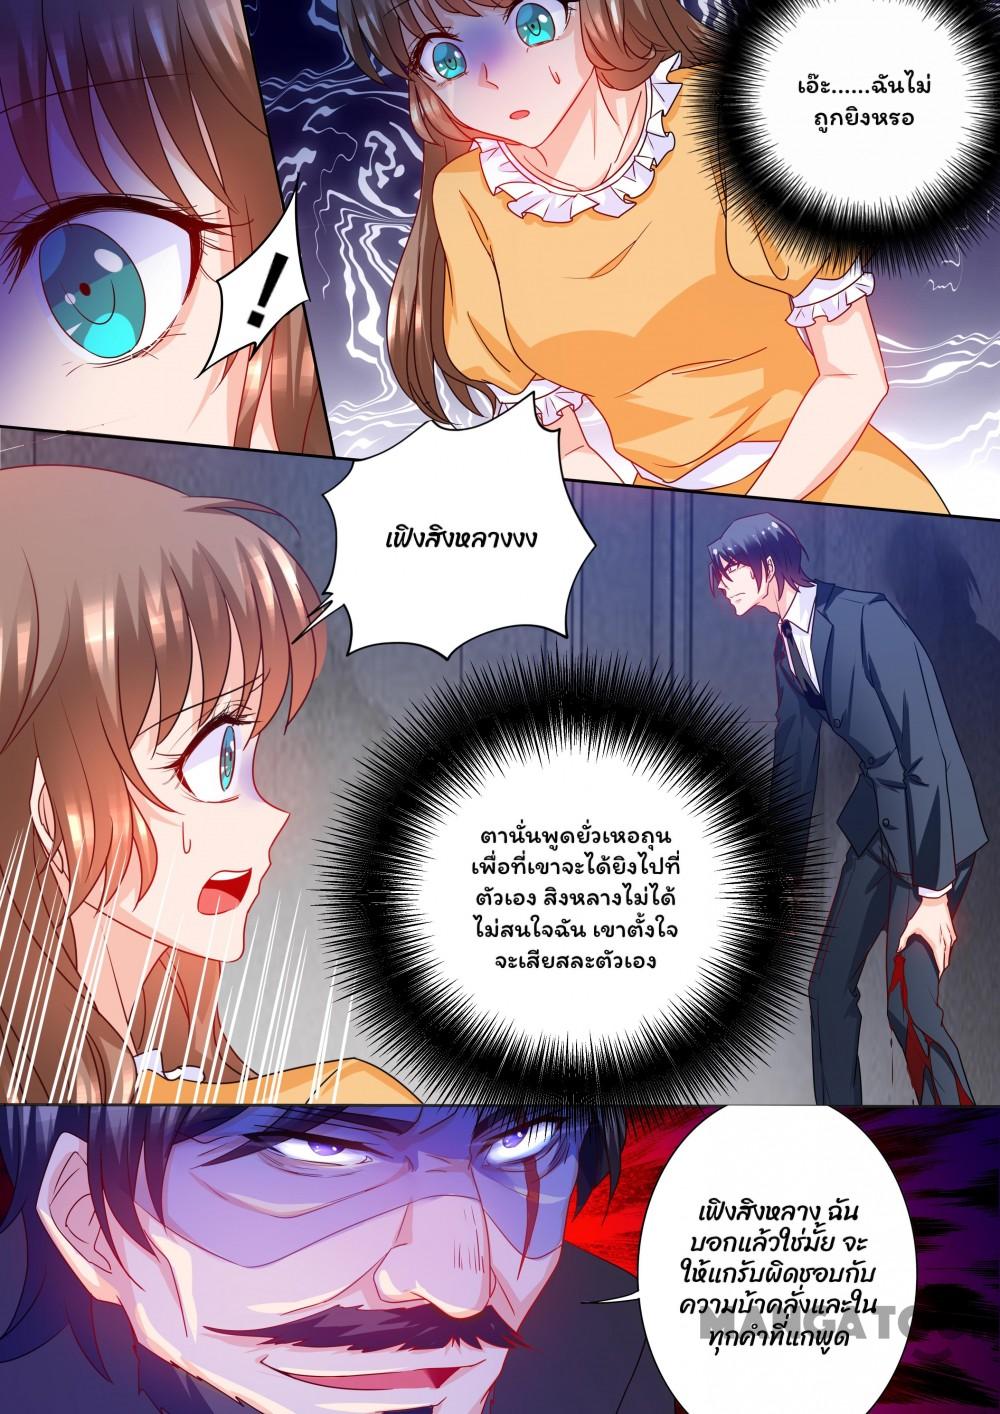 เอ๊ะ......ฉันไม่
ถูกยิงหรอ
!
เฟิงสิงหลางงง
ตานั่นพูดยั่วเหอถุน
เพื่อที่เขาจะได้ยิงไปที่
ตัวเอง สิงหลางไม่ได้
ไม่สนใจฉัน เขาตั้งใจ
จะเสียสละตัวเอง
เฟิงสิงหลาง ฉัน
บอกแล้วใช่มั้ย จะ
ให้แกรับผิดชอบกับ
ความบ้าคลั่งและใน
ทุกคำที่แกพูด